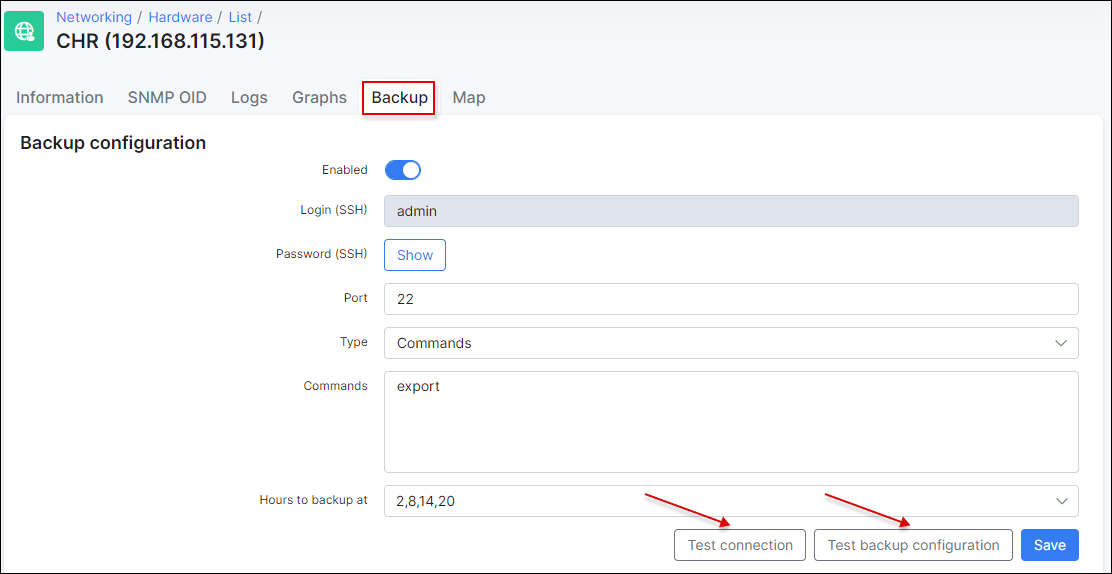 Networking / Hardware / List /
CHR (192.168.115.131)
Information SNMP OID Logs Graphs Backup Map
Backup configuration
Enabled
Login (SSH) admin
Password (SSH) Show
Port 22
Type Commands
Commands export
Hours to backup at 2,8,14,20
Test connection Test backup configuration Save